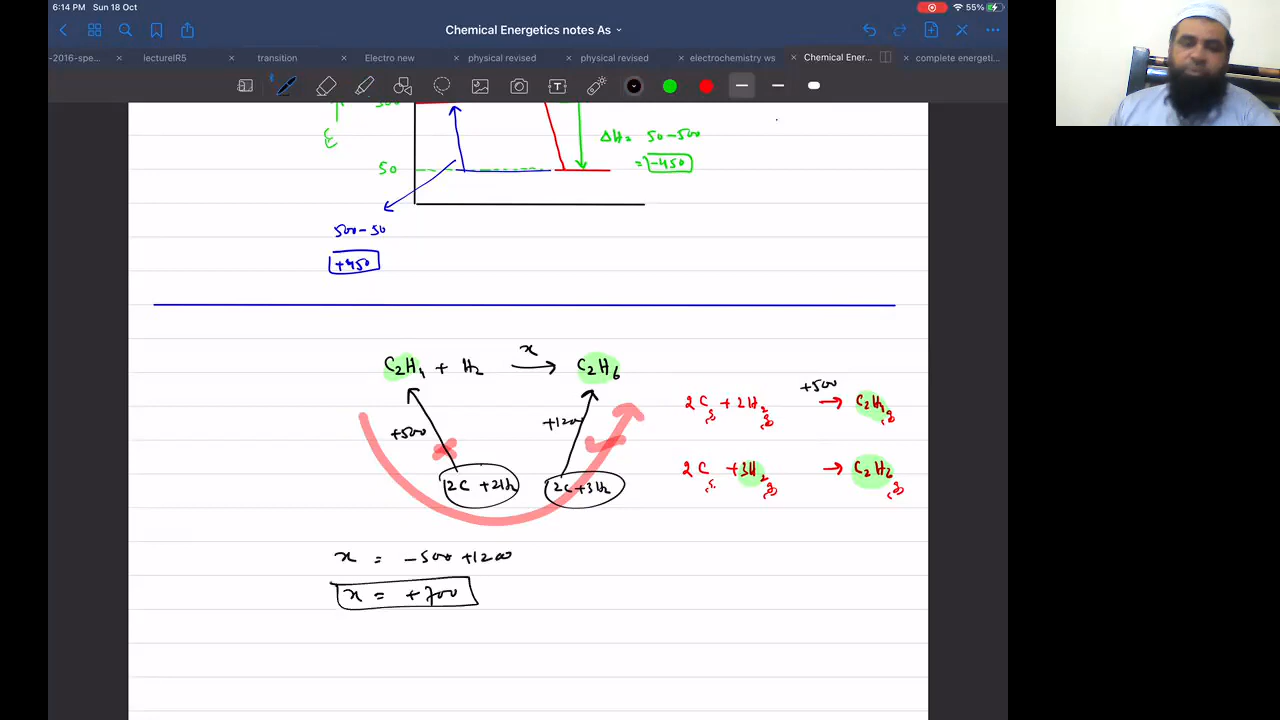 6:14 PM Sun 18 Oct
55%
Chemical Energetics notes As
-2016-spe...
lectureIR5
transition
Electro new
physical revised
physical revised
electrochemistry ws
Chemical Ener...
complete energeti...
ΔH = 50-500
50
= -450
500-50
+450
C2H4 + H2 x C2H6
+500
2C(s) + 2H2(g) → C2H4(g)
+500
+1200
2C(s) + 3H2(g) → C2H6(g)
2C + 2H2
2C + 3H2
x = -500 +1200
x = +700